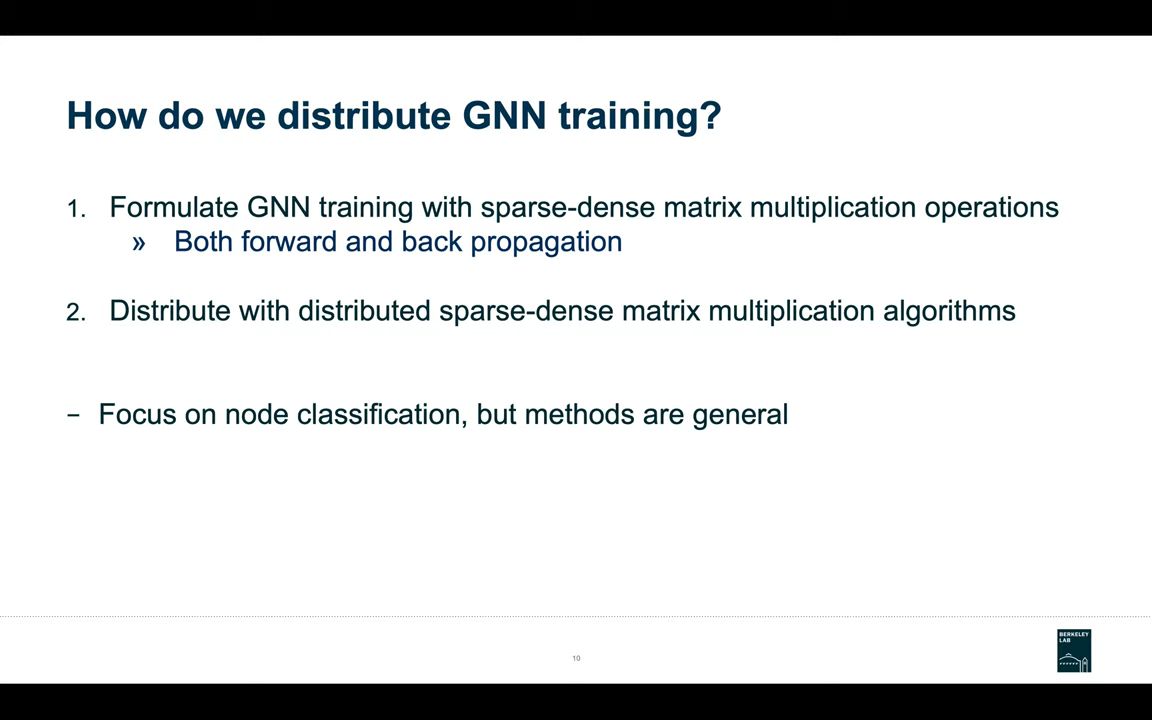 How do we distribute GNN training?
1. Formulate GNN training with sparse-dense matrix multiplication operations
» Both forward and back propagation
2. Distribute with distributed sparse-dense matrix multiplication algorithms
– Focus on node classification, but methods are general
10
BERKELEY
LAB